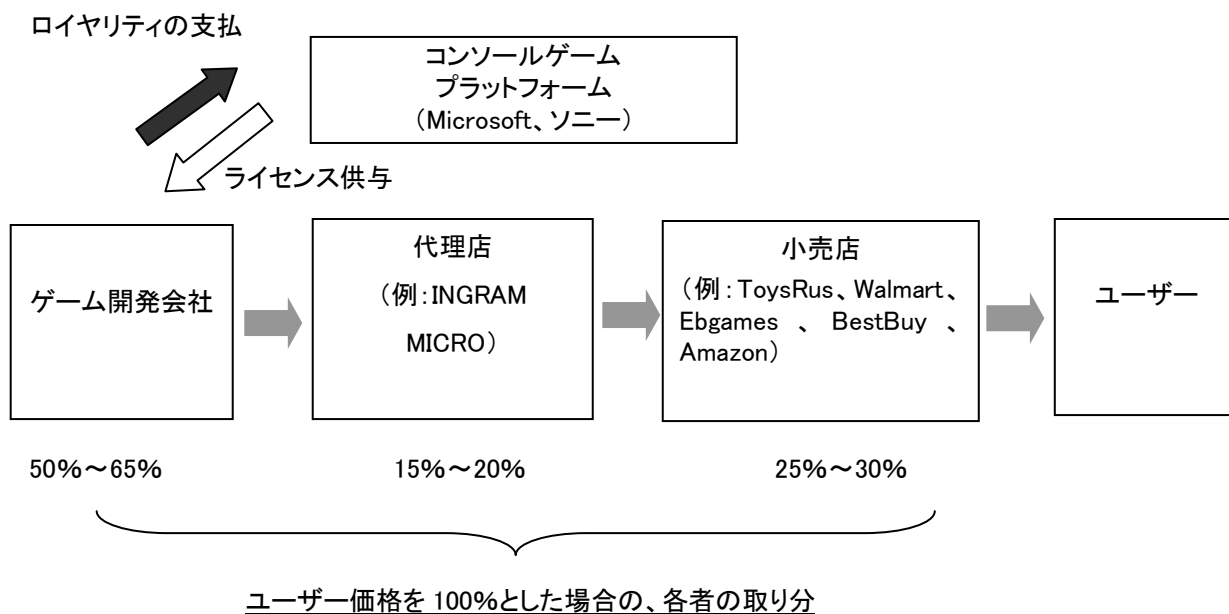 ロイヤリティの支払
コンソールゲーム
プラットフォーム
（Microsoft、ソニー）
ライセンス供与
ゲーム開発会社
代理店
（例：INGRAM
MICRO）
小売店
（例：ToysRus、Walmart、
Ebgames 、 BestBuy 、
Amazon）
ユーザー
50%～65%
15%～20%
25%～30%
ユーザー価格を 100%とした場合の、各者の取り分